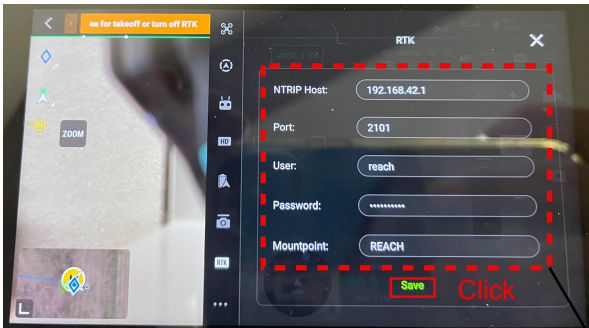 ea for takeoff or turn off RTK
RTK
NTRIP Host: 192.168.42.1
Port: 2101
ZOOM
HD
User: reach
Password: ••••••••••
Mountpoint: REACH
RTK
Save Click